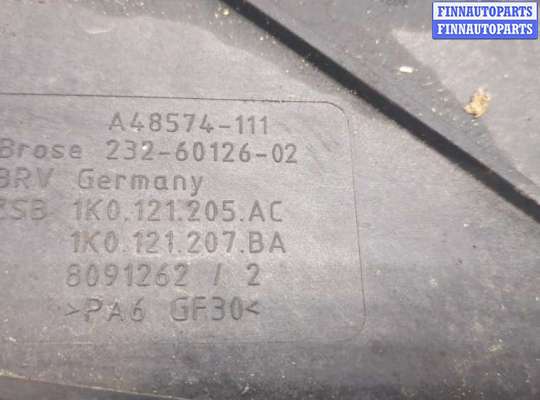 FINNAUTOPARTS
FINNAUTOPARTS
A48574-111
Brose 232-60126-02
BRV Germany
ZSB 1K0.121.205.AC
1K0.121.207.BA
8091262 / 2
>PA6 GF30<